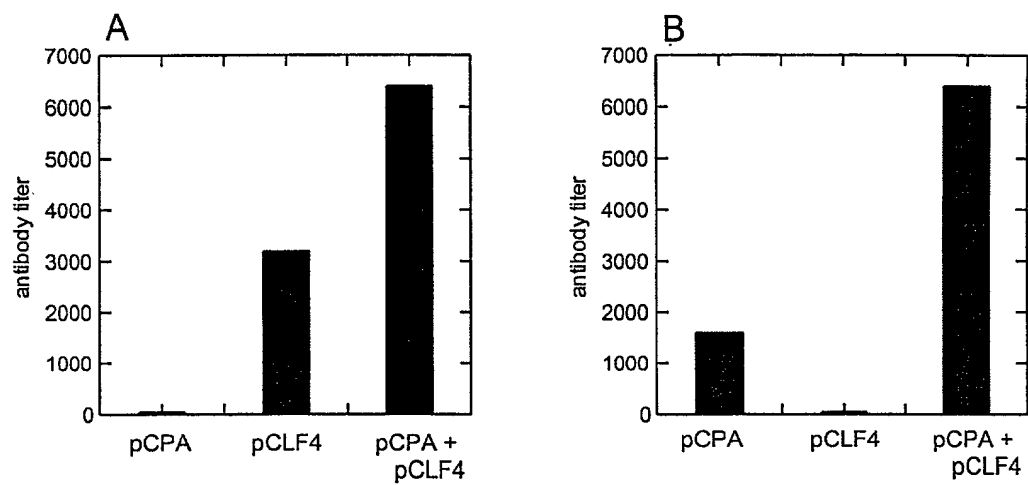 A
7000
6000
5000
4000
3000
2000
1000
0
antibody titer
pCPA
pCLF4
pCPA +
pCLF4
B
7000
6000
5000
4000
3000
2000
1000
0
antibody titer
pCPA
pCLF4
pCPA +
pCLF4